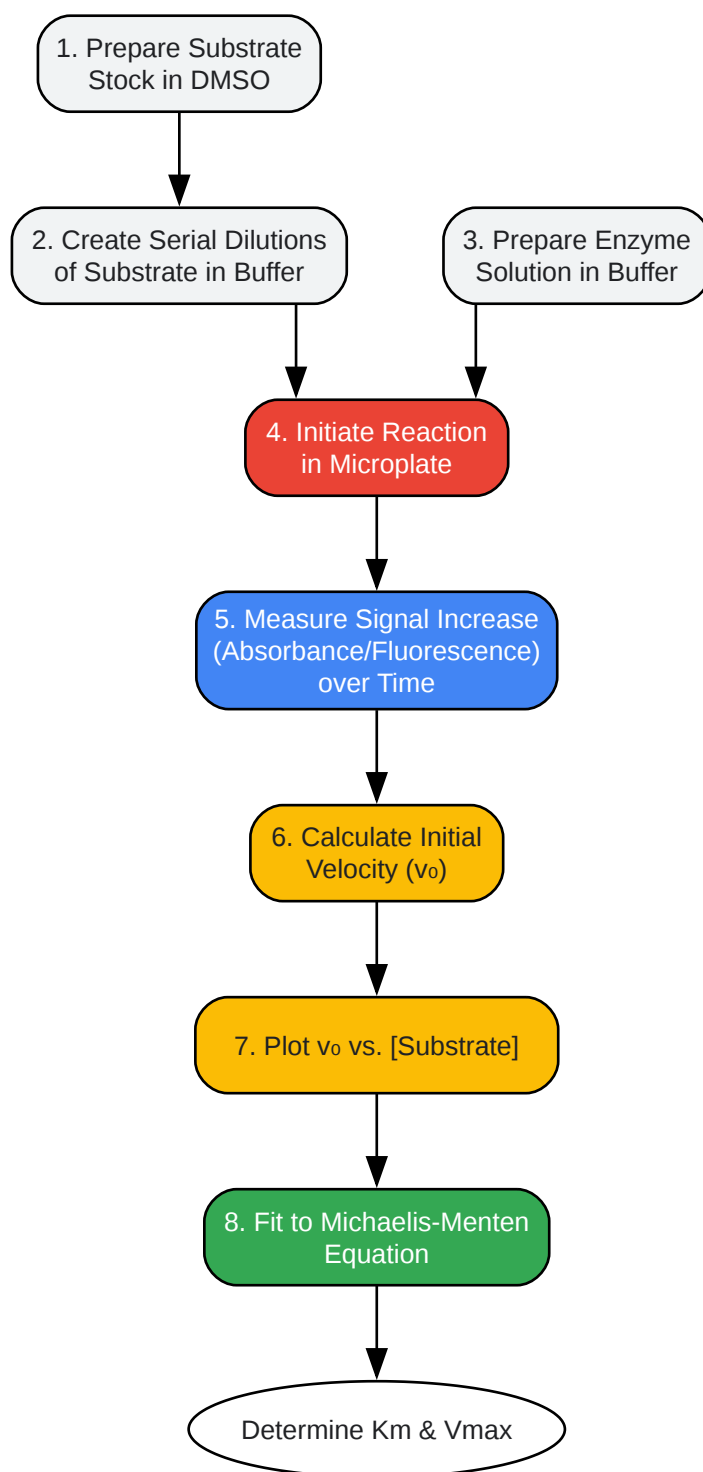 1. Prepare Substrate
Stock in DMSO
2. Create Serial Dilutions
of Substrate in Buffer
3. Prepare Enzyme
Solution in Buffer
4. Initiate Reaction
in Microplate
5. Measure Signal Increase
(Absorbance/Fluorescence)
over Time
6. Calculate Initial
Velocity (v₀)
7. Plot v₀ vs. [Substrate]
8. Fit to Michaelis-Menten
Equation
Determine Km & Vmax